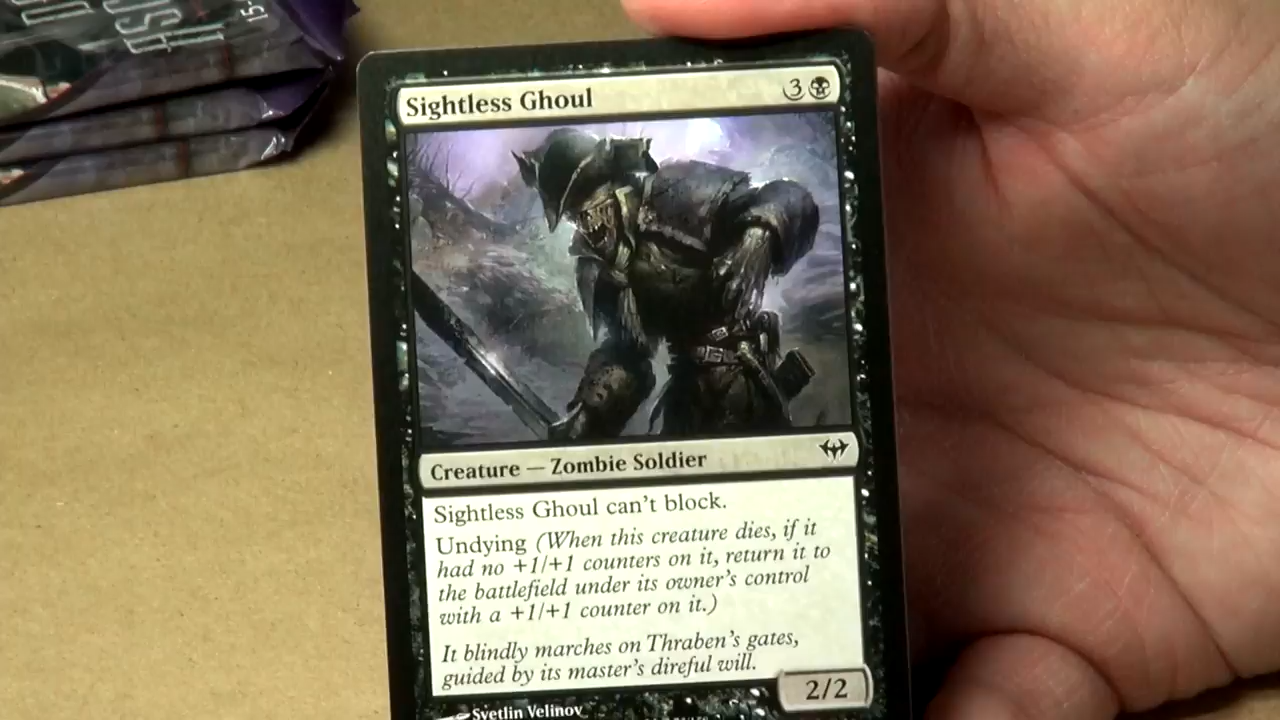 15-
Sightless Ghoul 3
Creature — Zombie Soldier
Sightless Ghoul can't block.
Undying (When this creature dies, if it
had no +1/+1 counters on it, return it to
the battlefield under its owner's control
with a +1/+1 counter on it.)
It blindly marches on Thraben's gates,
guided by its master's direful will.
2/2
Svetlin Velinov